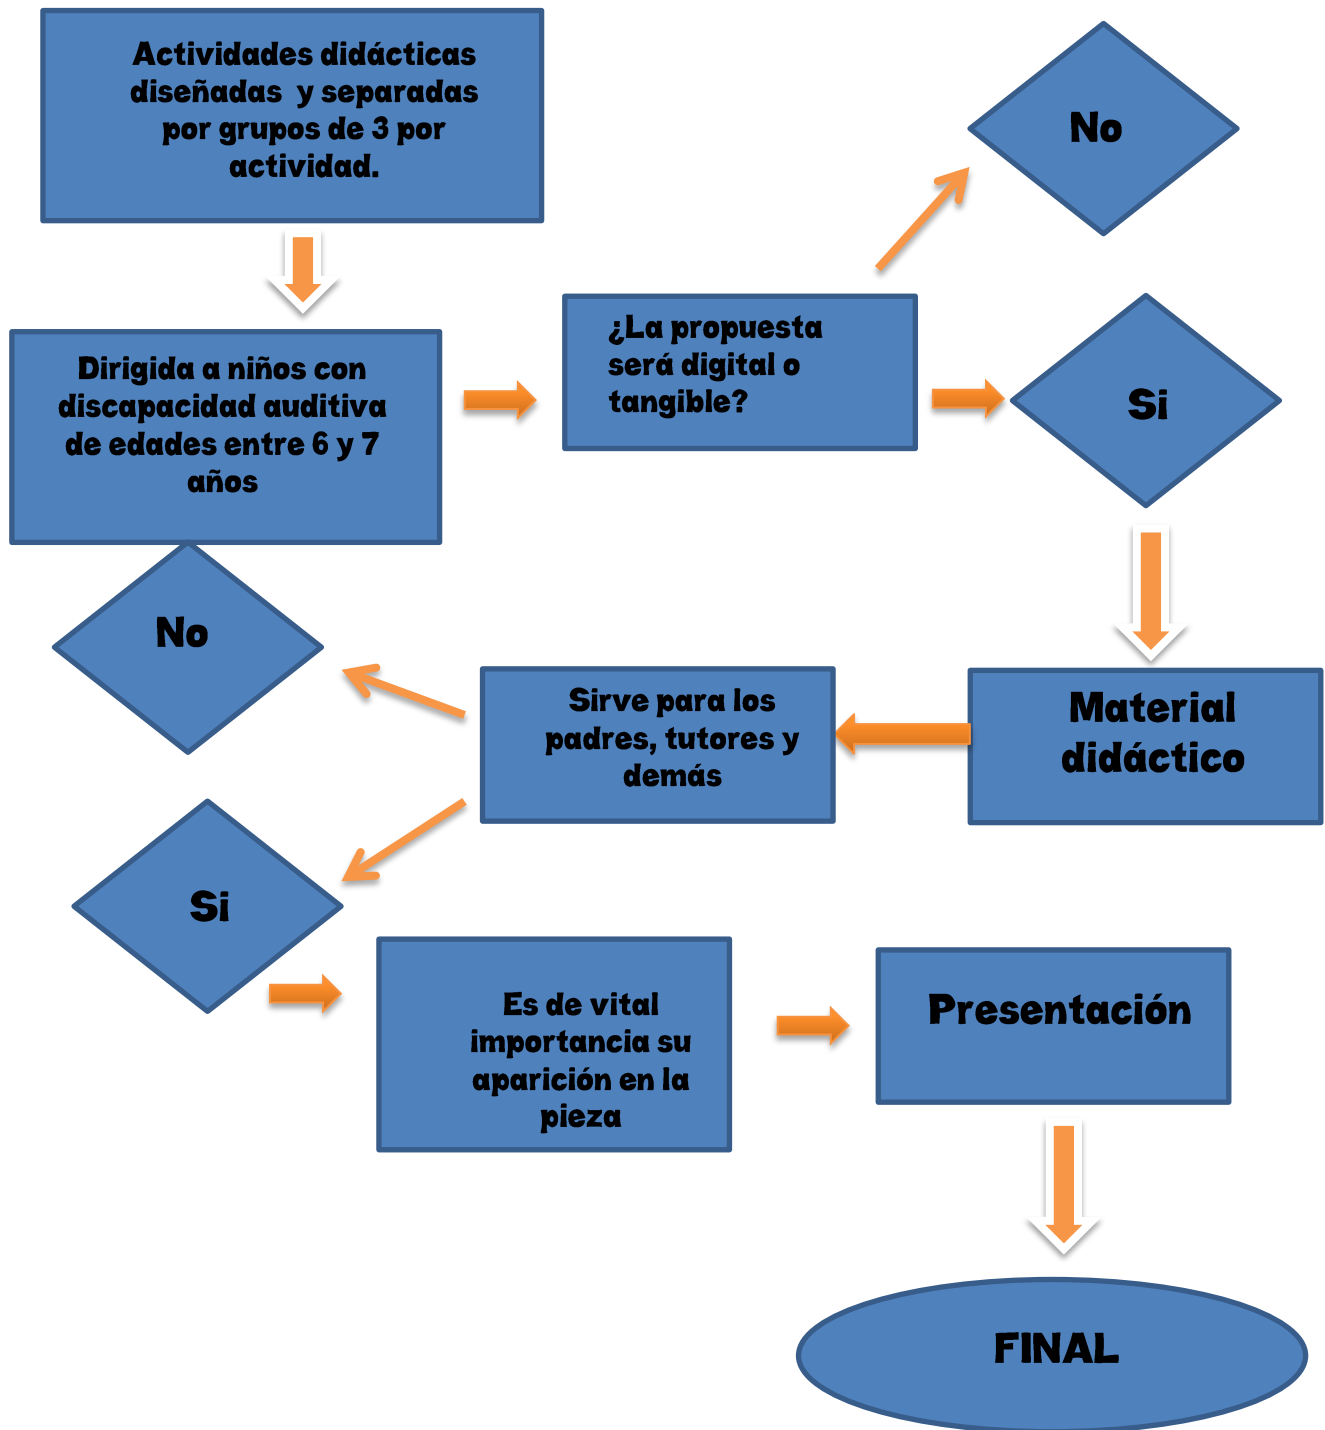 Actividades didácticas
diseñadas y separadas
por grupos de 3 por
actividad.
No
Dirigida a niños con
discapacidad auditiva
de edades entre 6 y 7
años
¿La propuesta
será digital o
tangible?
Si
No
Sirve para los
padres, tutores y
demás
Material
didáctico
Si
Es de vital
importancia su
aparición en la
pieza
Presentación
FINAL